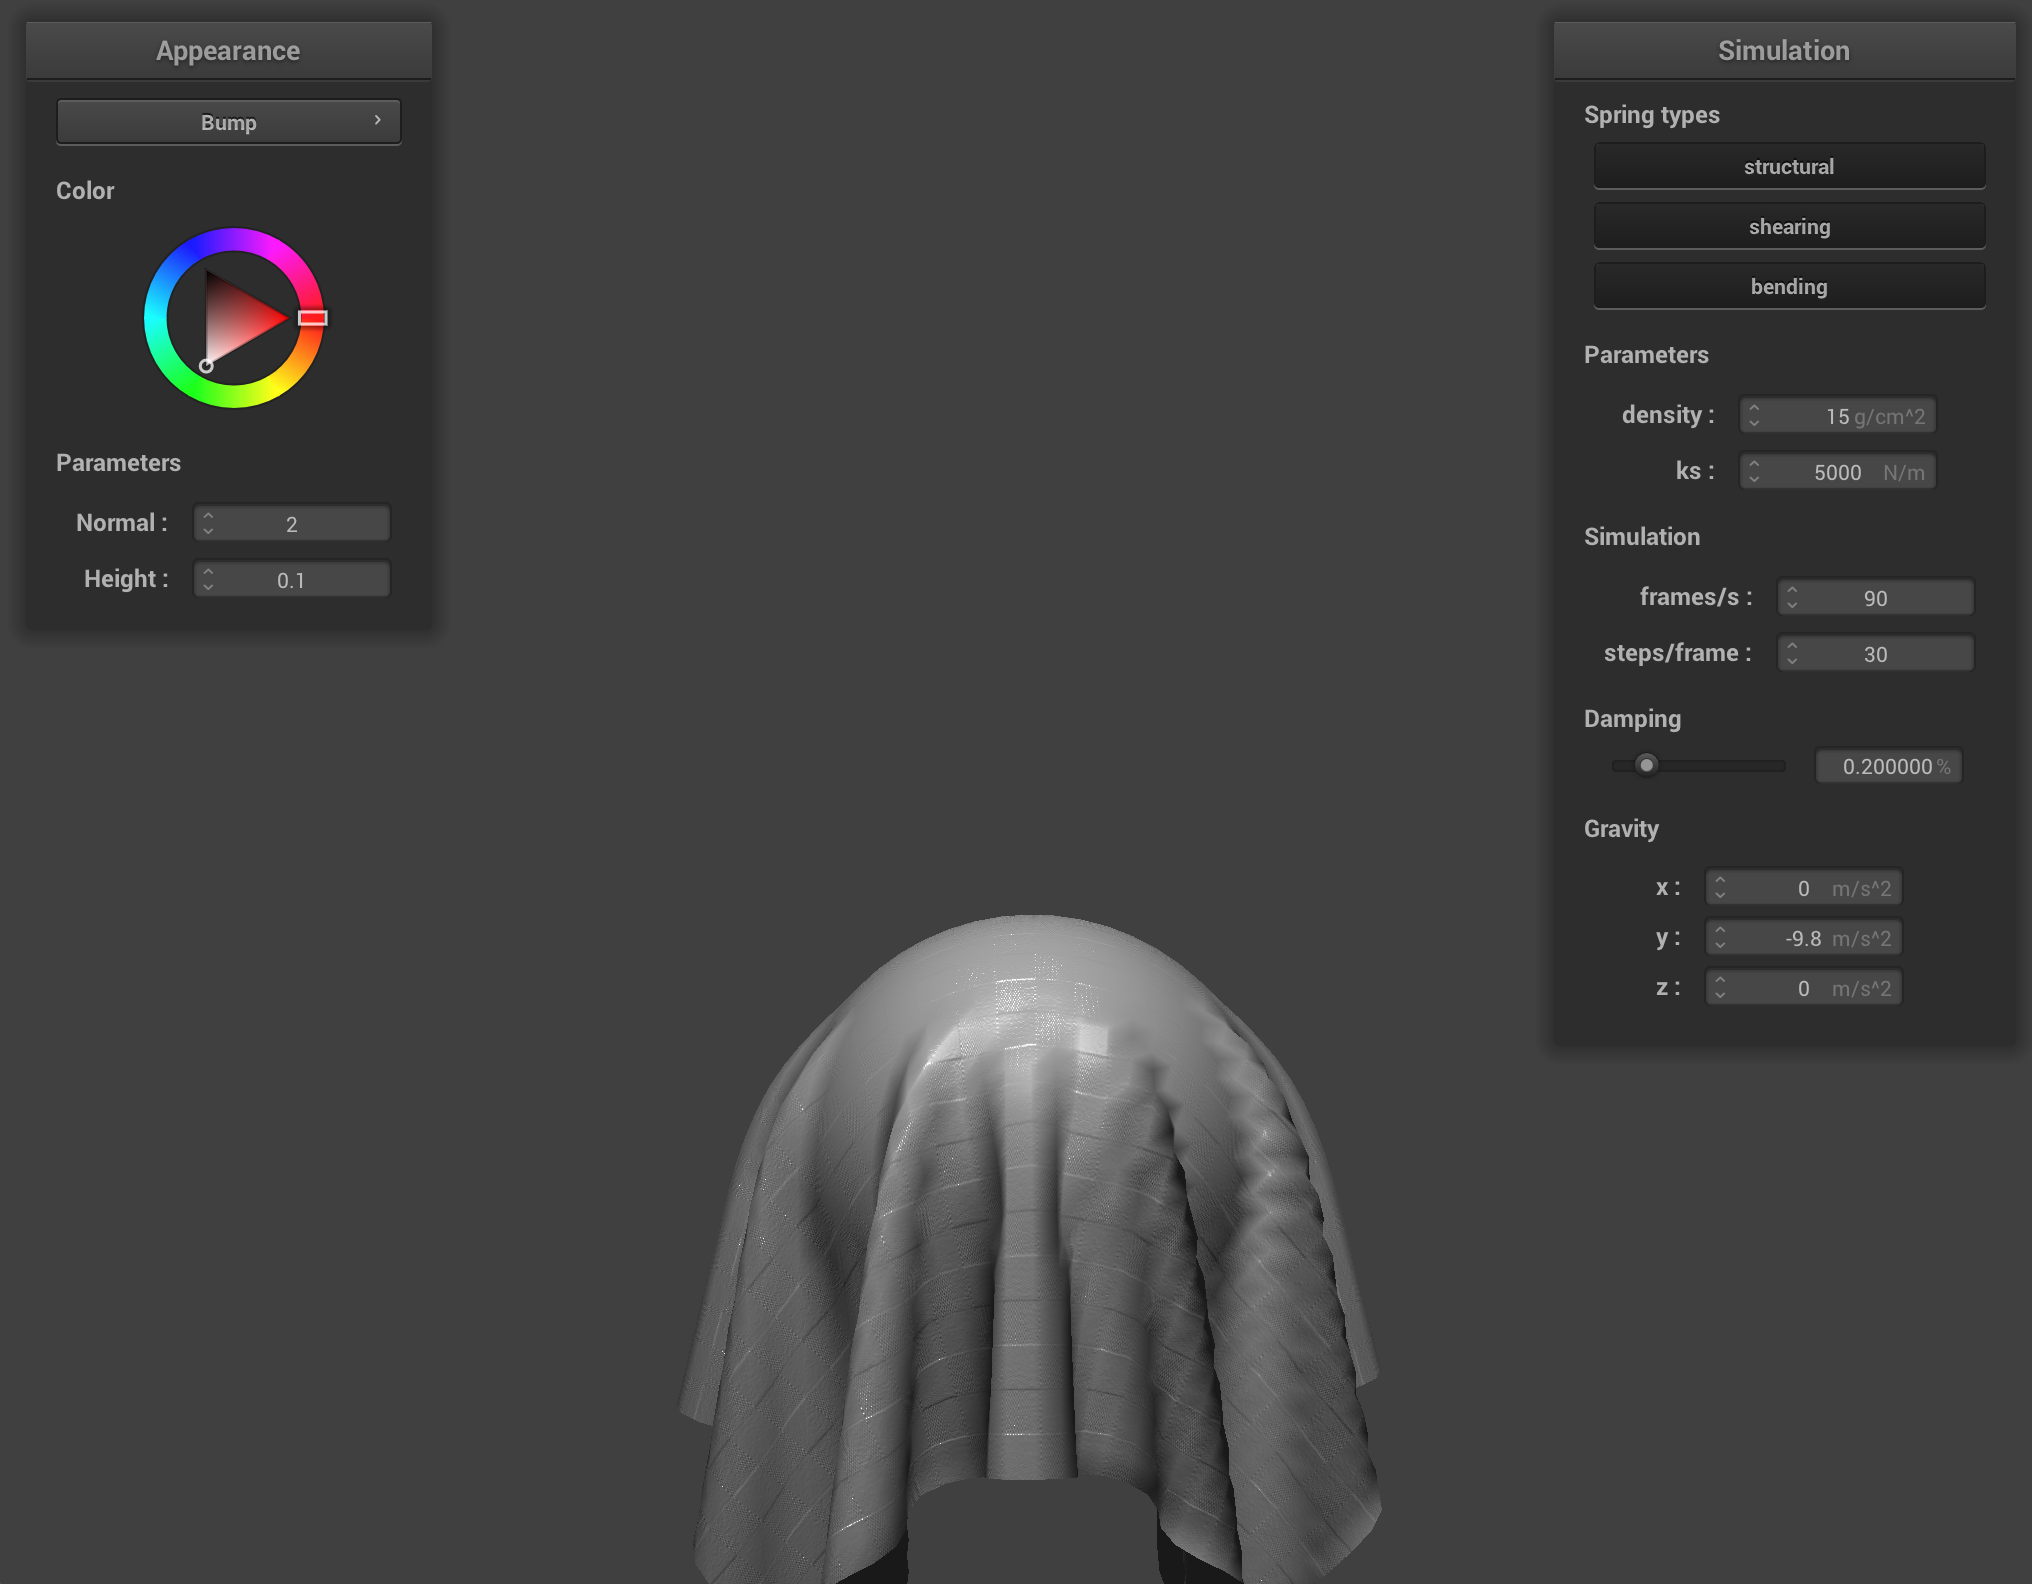 Appearance
Bump
Color
Parameters
Normal : 2
Height : 0.1
Simulation
Spring types
structural
shearing
bending
Parameters
density : 15 g/cm^2
ks : 5000 N/m
Simulation
frames/s : 90
steps/frame : 30
Damping
0.200000 %
Gravity
x : 0 m/s^2
y : -9.8 m/s^2
z : 0 m/s^2